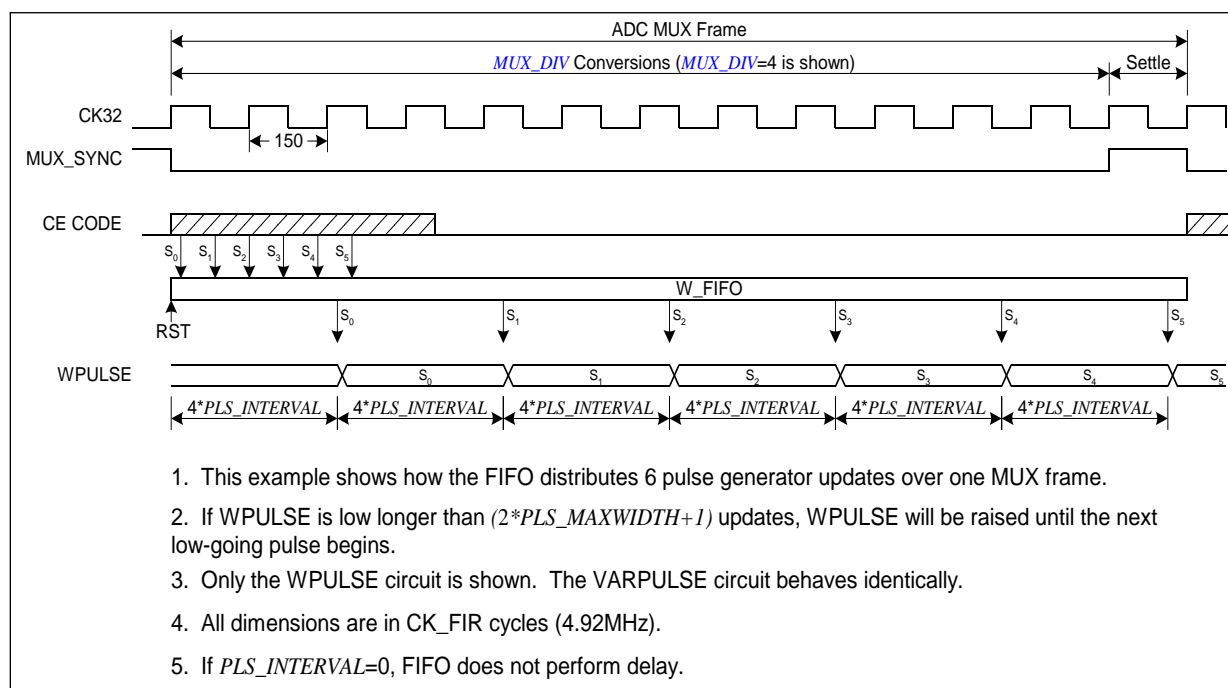 ADC MUX Frame
MUX_DIV Conversions (MUX_DIV=4 is shown)
Settle
CK32
150
MUX_SYNC
CE CODE
S0 S1 S2 S3 S4 S5
W_FIFO
RST
S0 S1 S2 S3 S4 S5
WPULSE
S0 S1 S2 S3 S4 S5
4*PLS_INTERVAL 4*PLS_INTERVAL 4*PLS_INTERVAL 4*PLS_INTERVAL 4*PLS_INTERVAL 4*PLS_INTERVAL
1. This example shows how the FIFO distributes 6 pulse generator updates over one MUX frame.
2. If WPULSE is low longer than (2*PLS_MAXWIDTH+1) updates, WPULSE will be raised until the next
low-going pulse begins.
3. Only the WPULSE circuit is shown. The VARPULSE circuit behaves identically.
4. All dimensions are in CK_FIR cycles (4.92MHz).
5. If PLS_INTERVAL=0, FIFO does not perform delay.